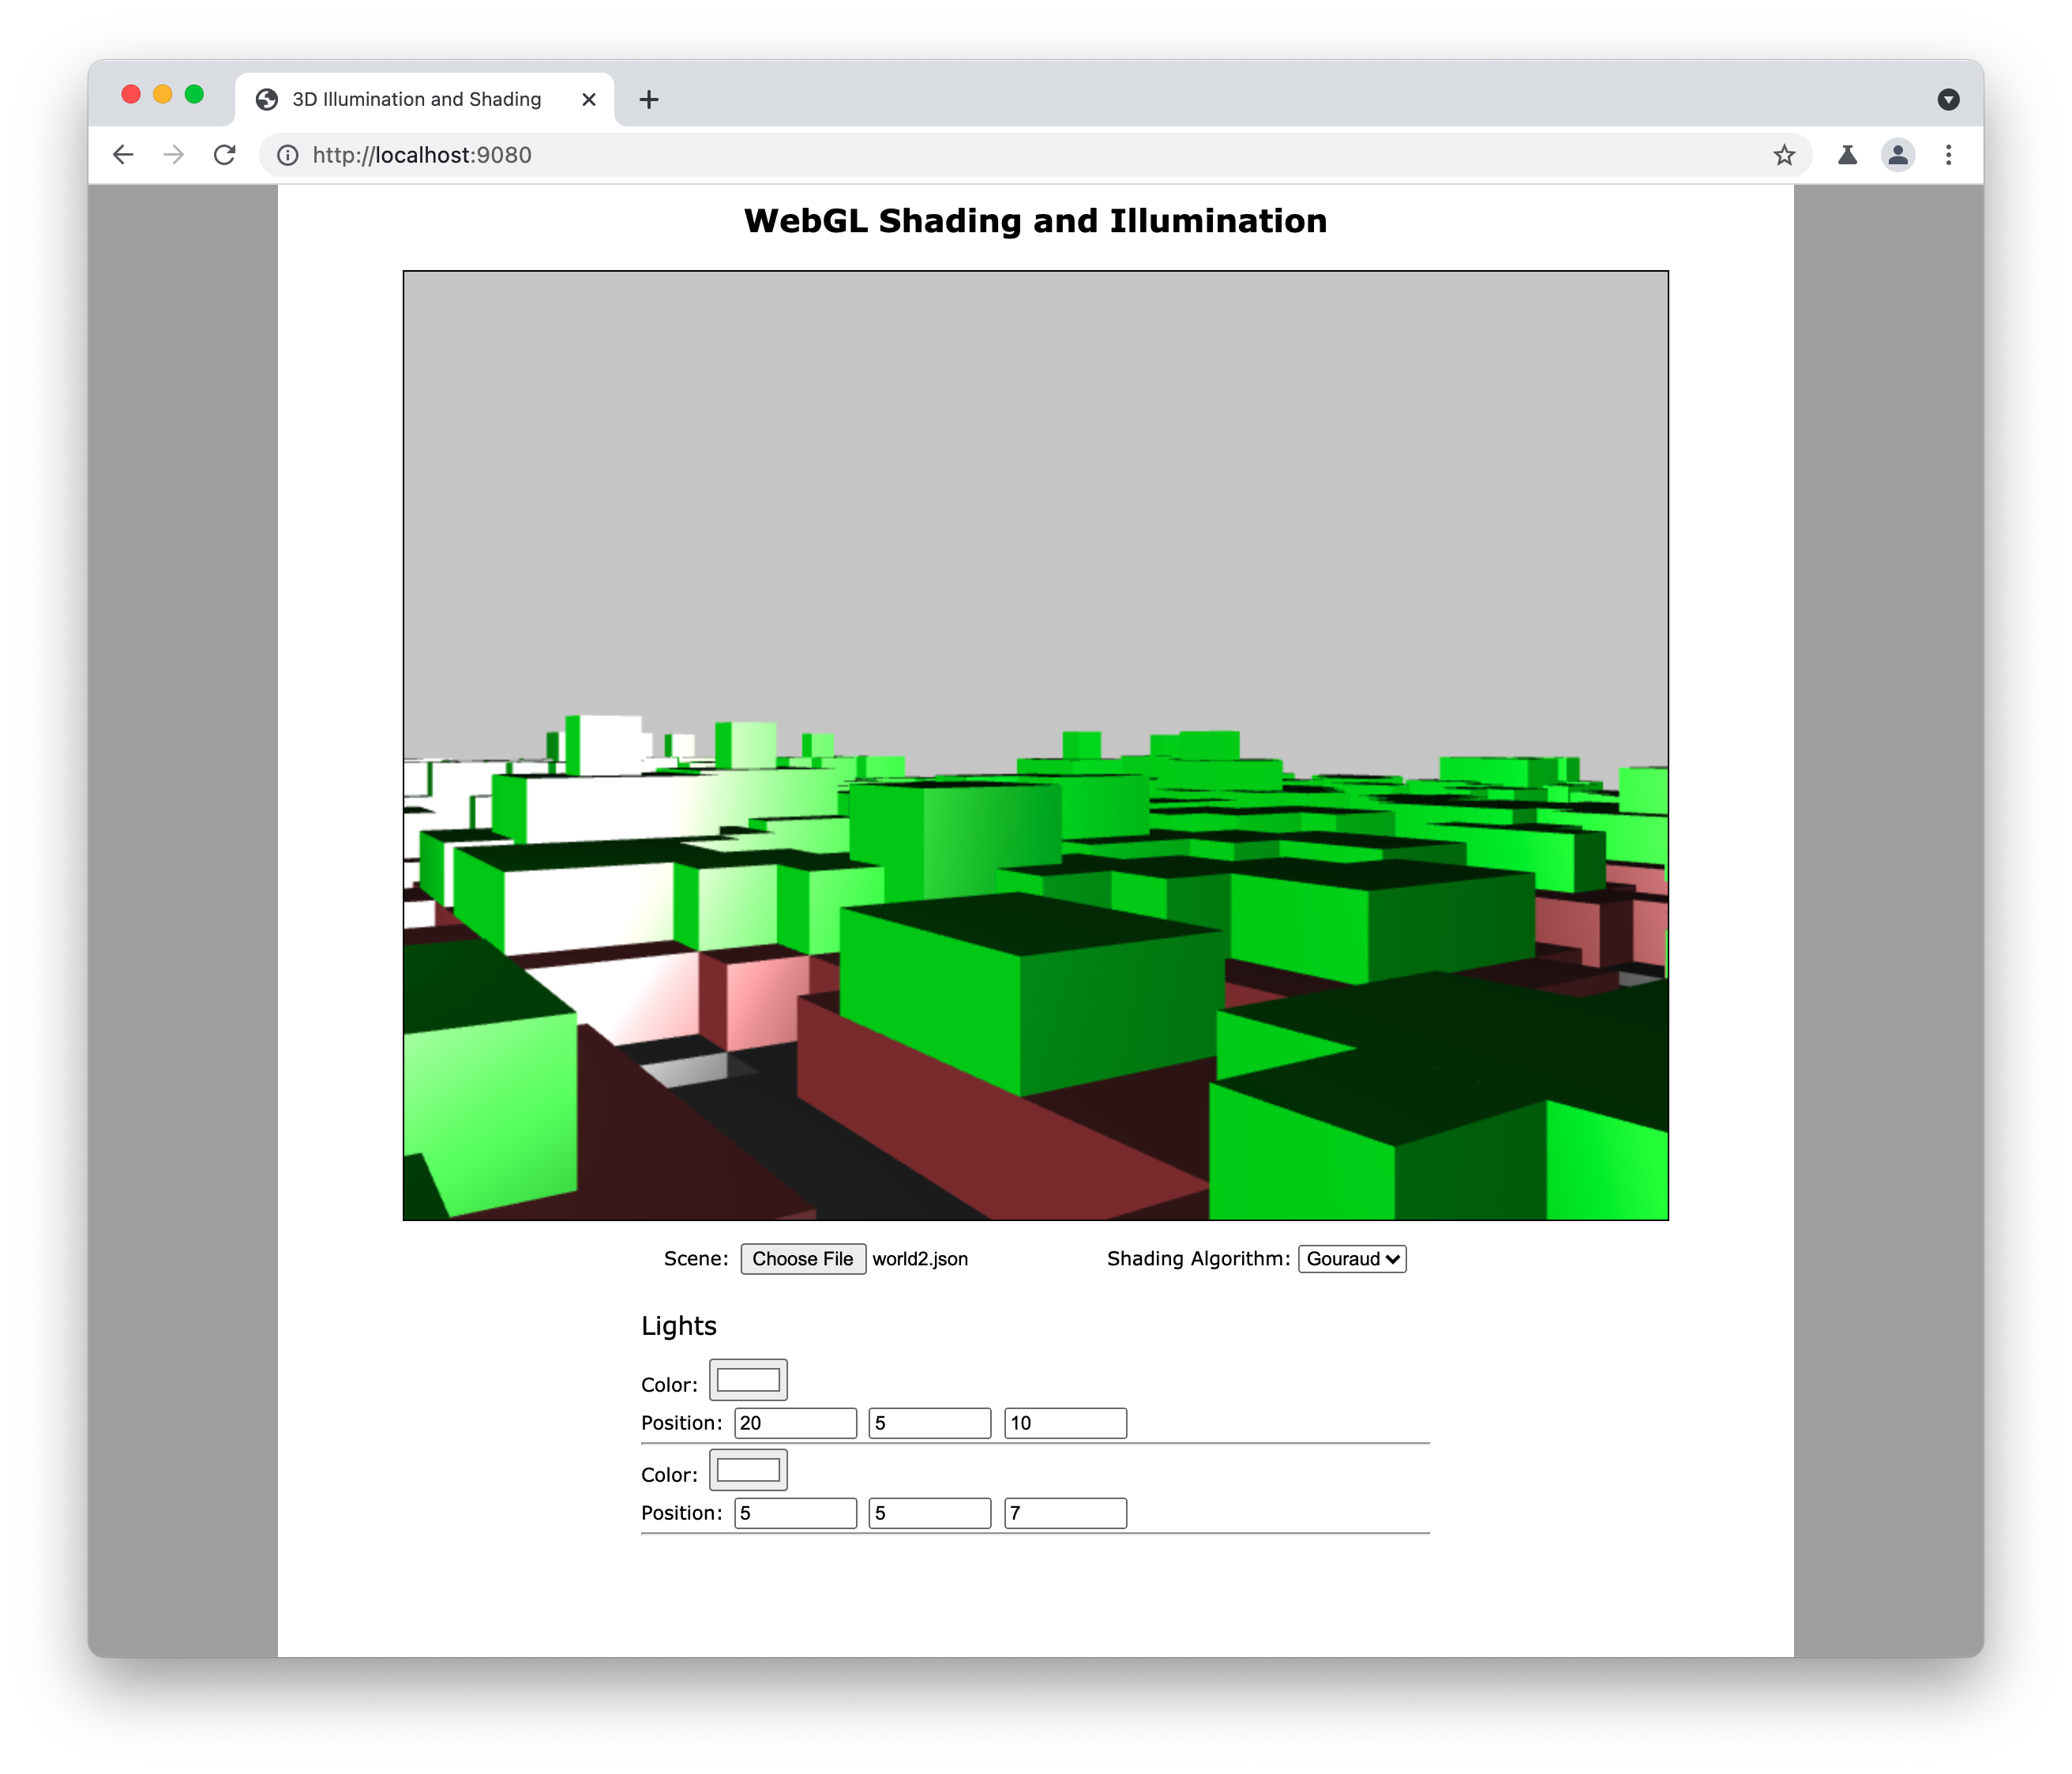 3D Illumination and Shading
http://localhost:9080
WebGL Shading and Illumination
Scene: Choose File world2.json Shading Algorithm: Gouraud
Lights
Color:
Position: 20 5 10
Color:
Position: 5 5 7